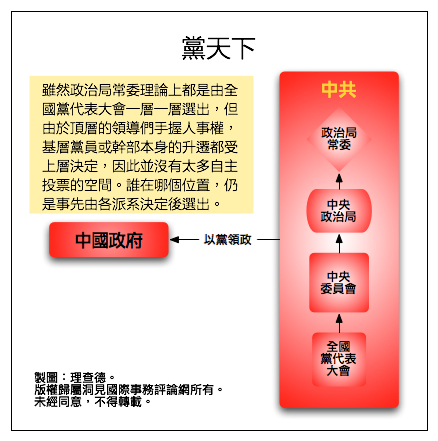 黨天下
雖然政治局常委理論上都是由全
國黨代表大會一層一層選出，但
由於頂層的領導們手握人事權，
基層黨員或幹部本身的升遷都受
上層決定，因此並沒有太多自主
投票的空間。誰在哪個位置，仍
是事先由各派系決定後選出。
中共
政治局
常委
中央
政治局
中央
委員會
全國
黨代表
大會
以黨領政
中國政府
製圖：理查德。
版權歸屬洞見國際事務評論網所有。
未經同意，不得轉載。